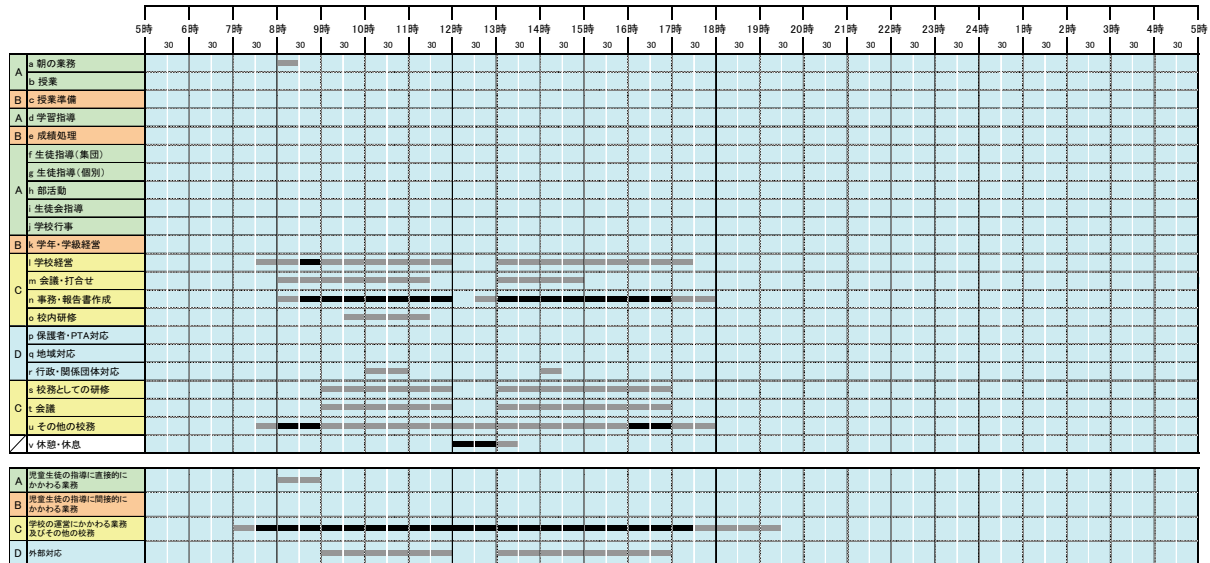 5時 6時 7時 8時 9時 10時 11時 12時 13時 14時 15時 16時 17時 18時 19時 20時 21時 22時 23時 24時 1時 2時 3時 4時 5時
30 30 30 30 30 30 30 30 30 30 30 30 30 30 30 30 30 30 30 30 30 30 30 30
A
a 朝の業務
b 授業
B c 授業準備
A d 学習指導
B e 成績処理
A
f 生徒指導(集団)
g 生徒指導(個別)
h 部活動
i 生徒会指導
j 学校行事
B k 学年・学級経営
C
l 学校経営
m 会議・打合せ
n 事務・報告書作成
o 校内研修
D
p 保護者・PTA対応
q 地域対応
r 行政・関係団体対応
C
s 校務としての研修
t 会議
u その他の校務
v 休憩・休息
A 児童生徒の指導に直接的に
かかわる業務
B 児童生徒の指導に間接的に
かかわる業務
C 学校の運営にかかわる業務
及びその他の校務
D 外部対応